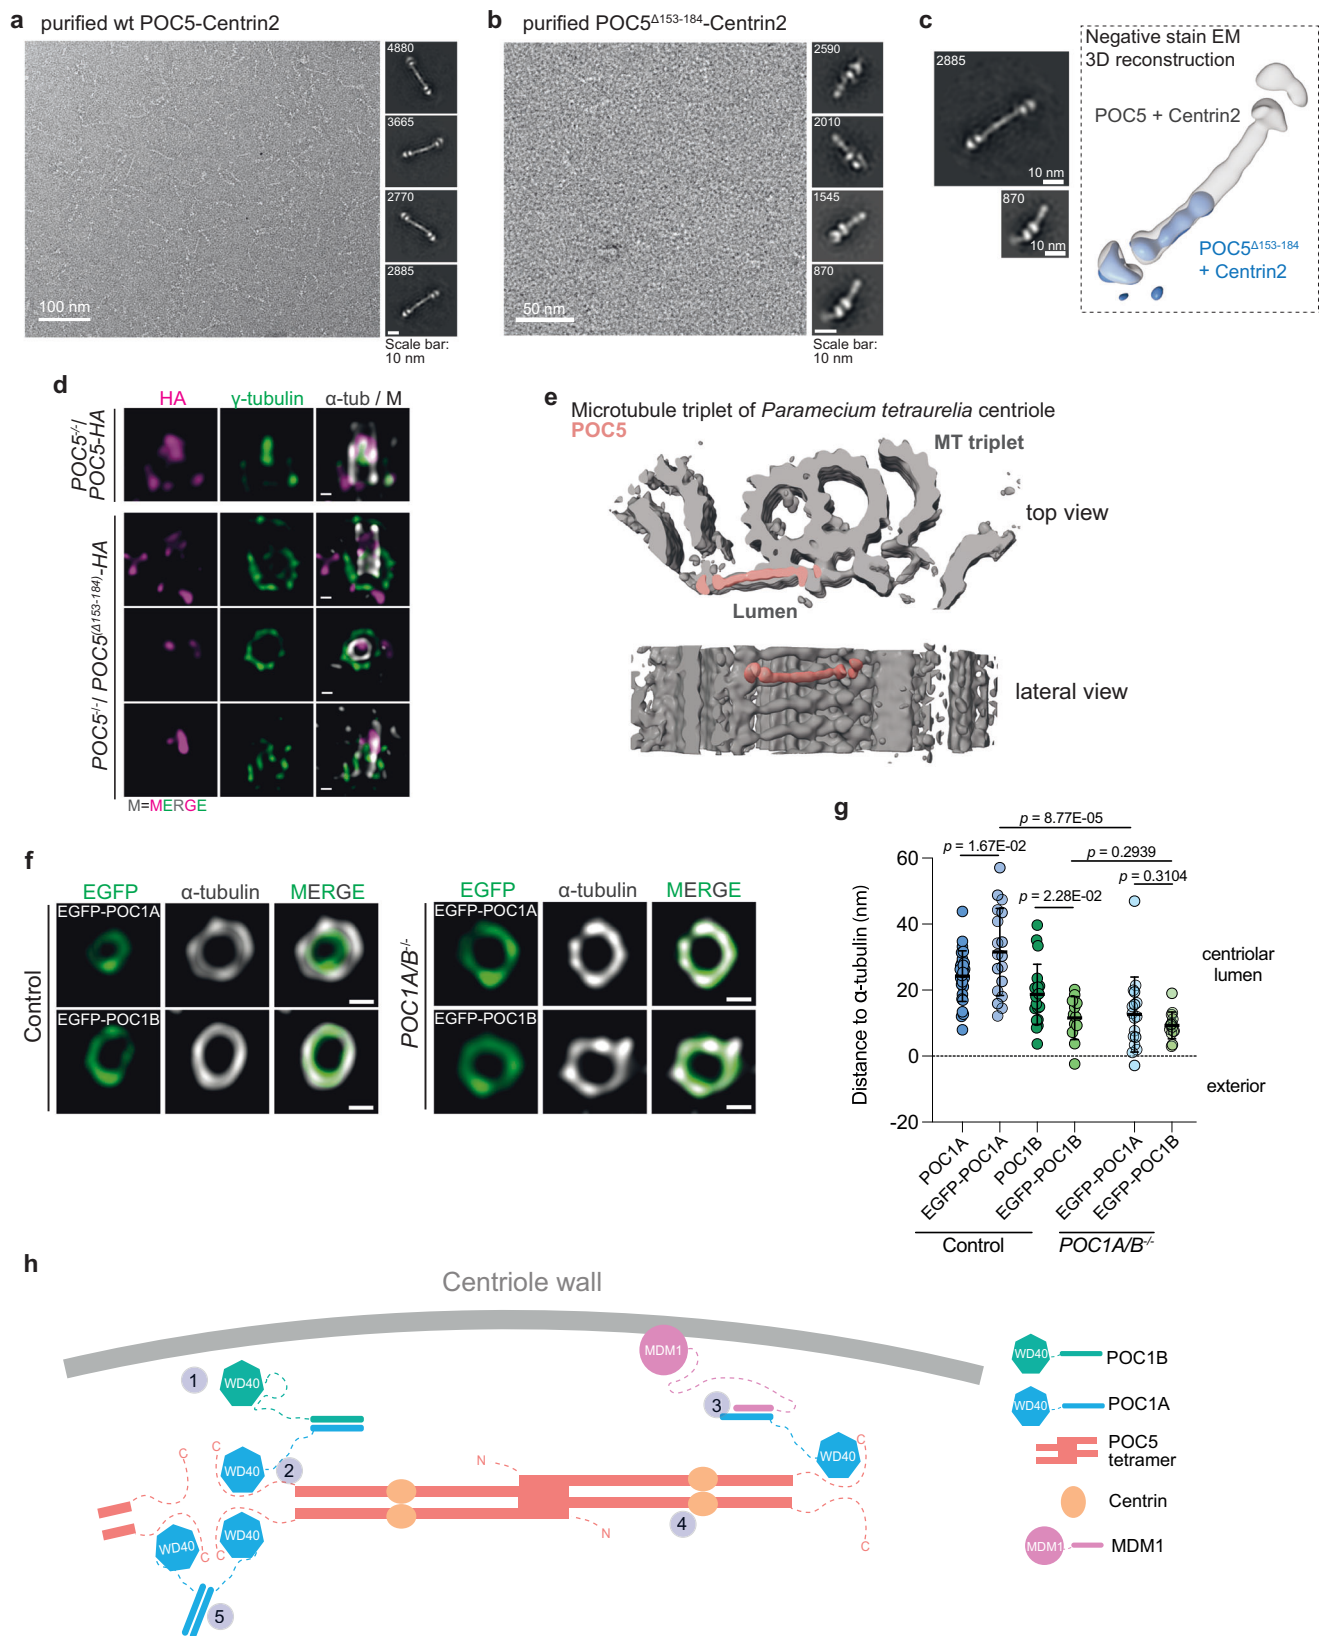 a purified wt POC5-Centrin2
4880
3665
2770
2885
100 nm
Scale bar:
10 nm
b purified POC5Δ153-184-Centrin2
2590
2010
1545
870
50 nm
Scale bar:
10 nm
c
2885
10 nm
870
10 nm
Negative stain EM
3D reconstruction
POC5 + Centrin2
POC5Δ153-184
+ Centrin2
d
HA γ-tubulin α-tub / M
POC5-/-/
POC5-HA
POC5-/-/ POC5(Δ153-184)-HA
M=MERGE
e
Microtubule triplet of Paramecium tetraurelia centriole
POC5
MT triplet
top view
Lumen
lateral view
f
EGFP α-tubulin MERGE
Control
EGFP-POC1A
EGFP-POC1B
EGFP α-tubulin MERGE
POC1A/B-/-
EGFP-POC1A
EGFP-POC1B
g
p = 8.77E-05
p = 1.67E-02
p = 0.2939
p = 0.3104
p = 2.28E-02
Distance to α-tubulin (nm)
60
40
20
0
-20
centriolar
lumen
exterior
POC1A
EGFP-POC1A
POC1B
EGFP-POC1B
EGFP-POC1A
EGFP-POC1B
Control
POC1A/B-/-
h
Centriole wall
1
WD40
MDM1
3
C
C
WD40
2
N
WD40
C
4
N
C
WD40
C
C
WD40
5
WD40 POC1B
WD40 POC1A
POC5
tetramer
Centrin
MDM1 MDM1